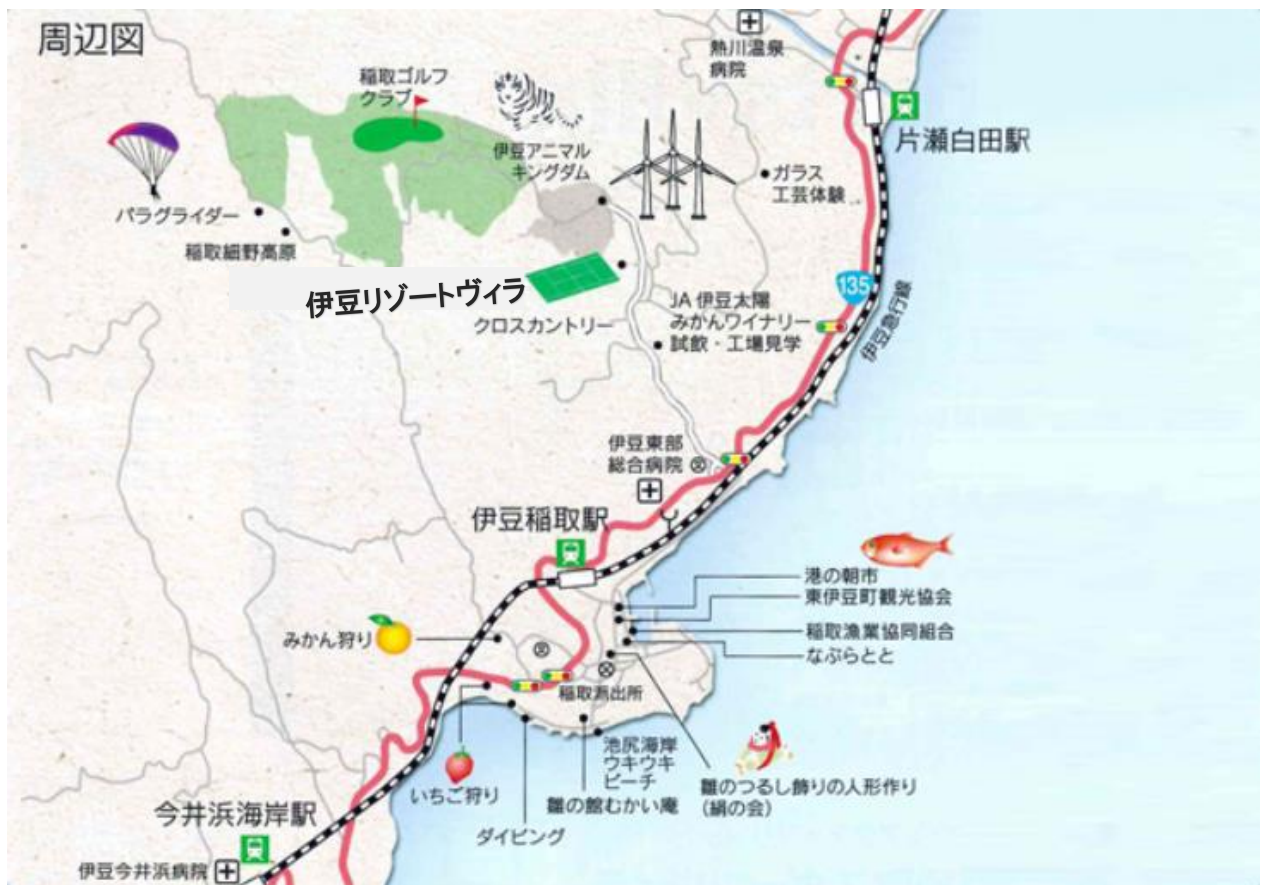 周辺図
熱川温泉
病院
稲取ゴルフ
クラブ
片瀬白田駅
伊豆アニマル
キングダム
ガラス
工芸体験
パラグライダー
稲取細野高原
伊豆リゾートヴィラ
135
JA 伊豆太陽
みかんワイナリー
試飲・工場見学
クロスカントリー
伊豆急行線
伊豆東部
総合病院
伊豆稲取駅
港の朝市
東伊豆町観光協会
稲取漁業協同組合
なぶらとと
みかん狩り
稲取派出所
池尻海岸
ウキウキ
ビーチ
雛のつるし飾りの人形作り
(絹の会)
いちご狩り
雛の館むかい庵
ダイビング
今井浜海岸駅
伊豆今井浜病院